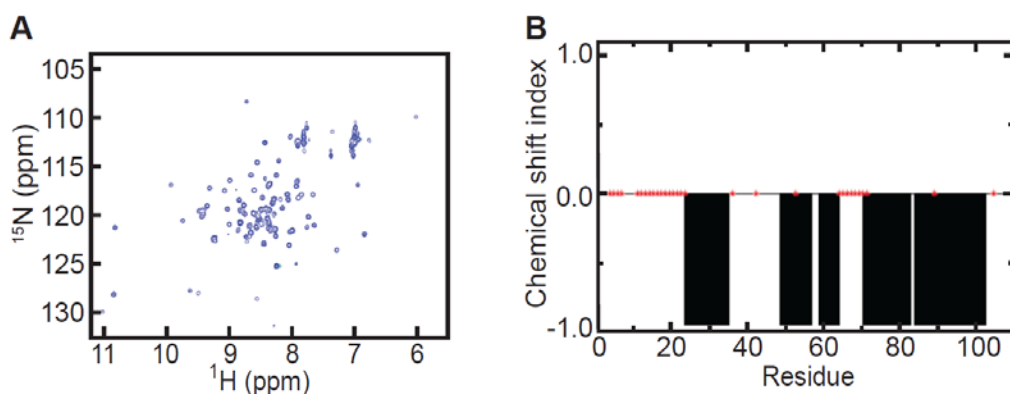 A
105
110
115
120
125
130
¹⁵N (ppm)
11 10 9 8 7 6
¹H (ppm)
B
1.0
0.0
-1.0
Chemical shift index
0 20 40 60 80 100
Residue